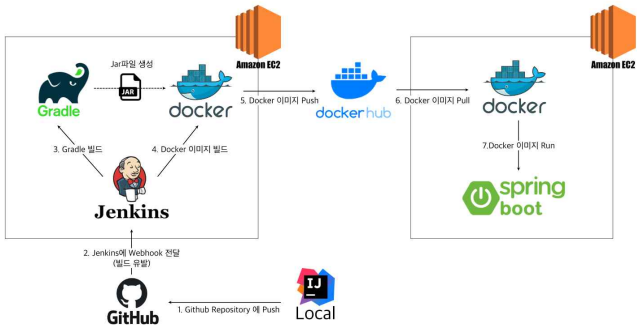 Amazon EC2
Amazon EC2
Jar파일 생성
JAR
Gradle
docker
5. Docker 이미지 Push
dockerhub
6. Docker 이미지 Pull
docker
3. Gradle 빌드
4. Docker 이미지 빌드
7.Docker 이미지 Run
Jenkins
spring
boot
2. Jenkins에 Webhook 전달
(빌드 유발)
IJ
GitHub
1. Github Repository 에 Push
Local